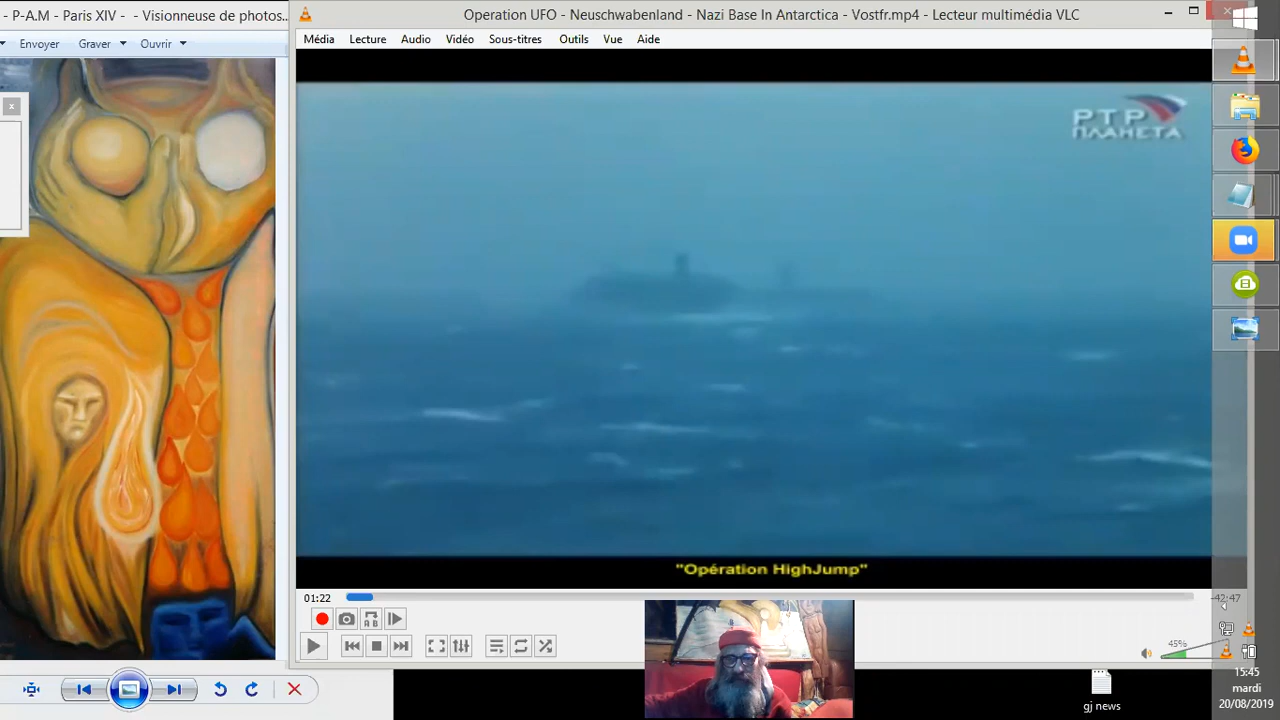 - P-A-M - Paris XIV - - Visionneuse de photos...
Operation UFO - Neuschwabenland - Nazi Base In Antarctica - Vostfr.mp4 - Lecteur multimédia VLC
Envoyer Graver Ouvrir
Média Lecture Audio Vidéo Sous-titres Outils Vue Aide
x
РТР
ПЛАНЕТА
"Opération HighJump"
01:22
-42:47
A B
45%
gj news
15:45
mardi
20/08/2019